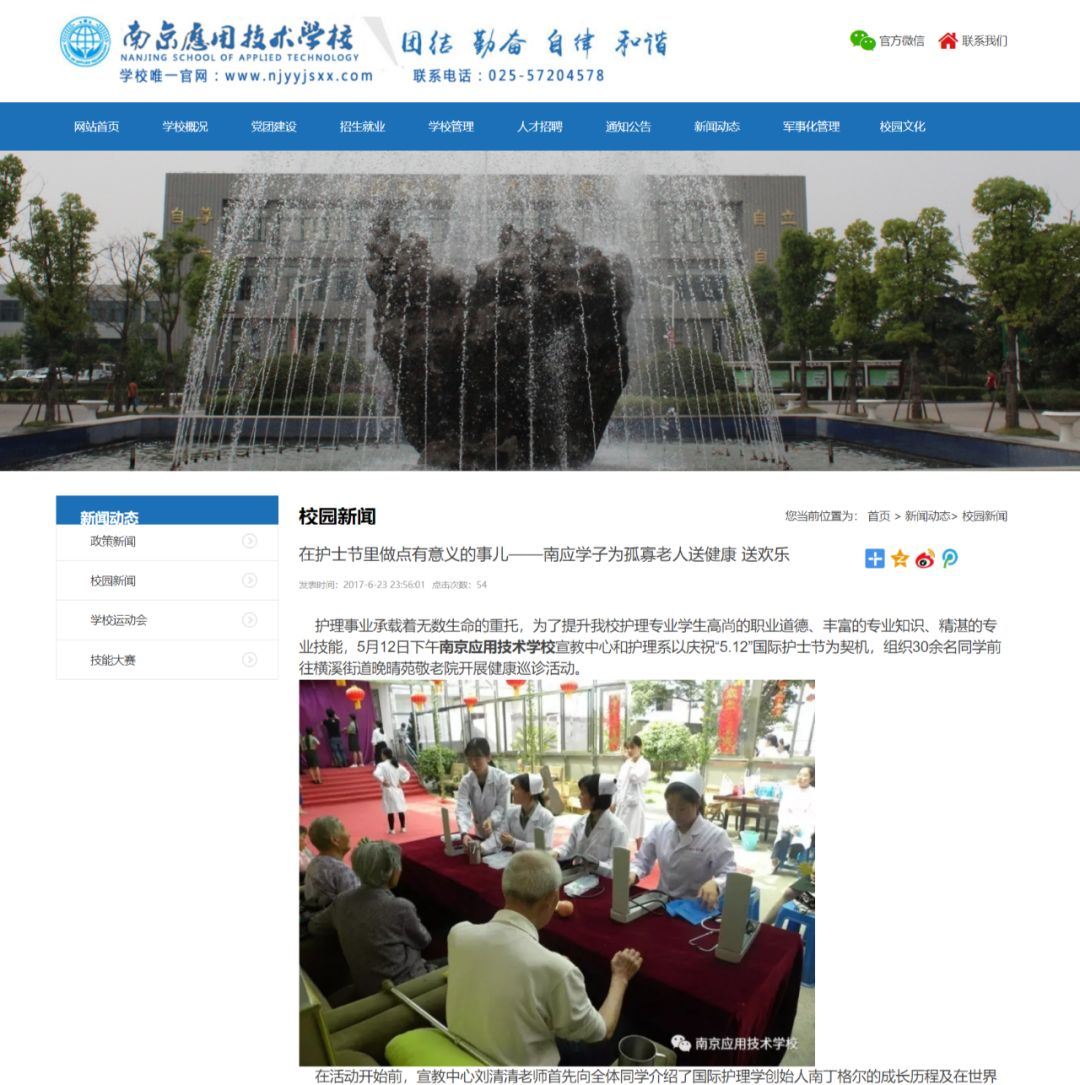 南京應用技术学校
NANJING SCHOOL OF APPLIED TECHNOLOGY
学校唯一官网：www.njyyjsxx.com
团结 勤奋 自律 和谐
联系电话：025-57204578
官方微信 联系我们
网站首页 学校概况 党团建设 招生就业 学校管理 人才招聘 通知公告 新闻动态 军事化管理 校园文化
自 立
自
新闻动态
政策新闻
校园新闻
学校运动会
技能大赛
校园新闻
您当前位置为： 首页 > 新闻动态> 校园新闻
在护士节里做点有意义的事儿——南应学子为孤寡老人送健康 送欢乐
发表时间：2017-6-23 23:56:01 点击次数：54
护理事业承载着无数生命的重托，为了提升我校护理专业学生高尚的职业道德、丰富的专业知识、精湛的专
业技能，5月12日下午南京应用技术学校宣教中心和护理系以庆祝“5.12”国际护士节为契机，组织30余名同学前
往横溪街道晚晴苑敬老院开展健康巡诊活动。
南京应用技术学校
在活动开始前，宣教中心刘清清老师首先向全体同学介绍了国际护理学创始人南丁格尔的成长历程及在世界